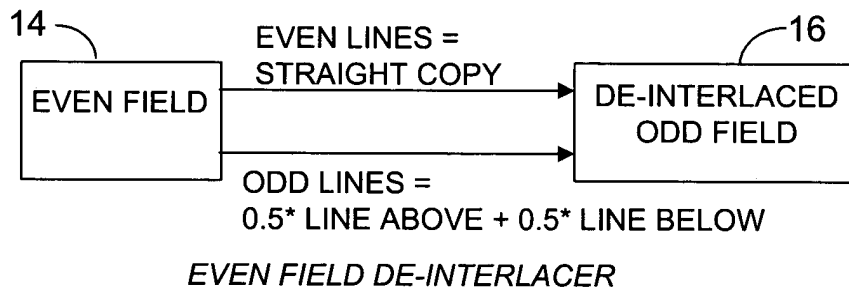 14
16
EVEN LINES =
STRAIGHT COPY
EVEN FIELD
DE-INTERLACED
ODD FIELD
ODD LINES =
0.5* LINE ABOVE + 0.5* LINE BELOW
EVEN FIELD DE-INTERLACER